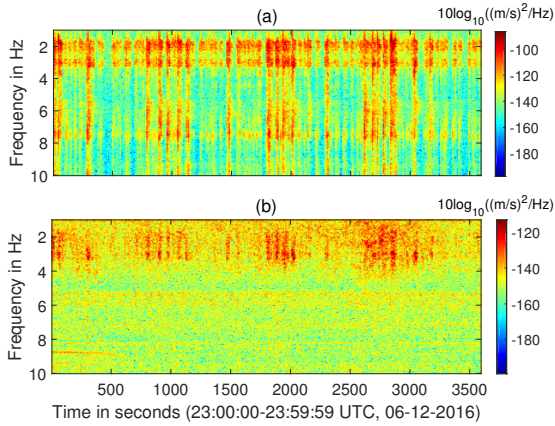 (a)
10log10((m/s)2/Hz)
Frequency in Hz
2
4
6
8
10
-100
-120
-140
-160
-180
(b)
10log10((m/s)2/Hz)
Frequency in Hz
2
4
6
8
10
500 1000 1500 2000 2500 3000 3500
-120
-140
-160
-180
Time in seconds (23:00:00-23:59:59 UTC, 06-12-2016)